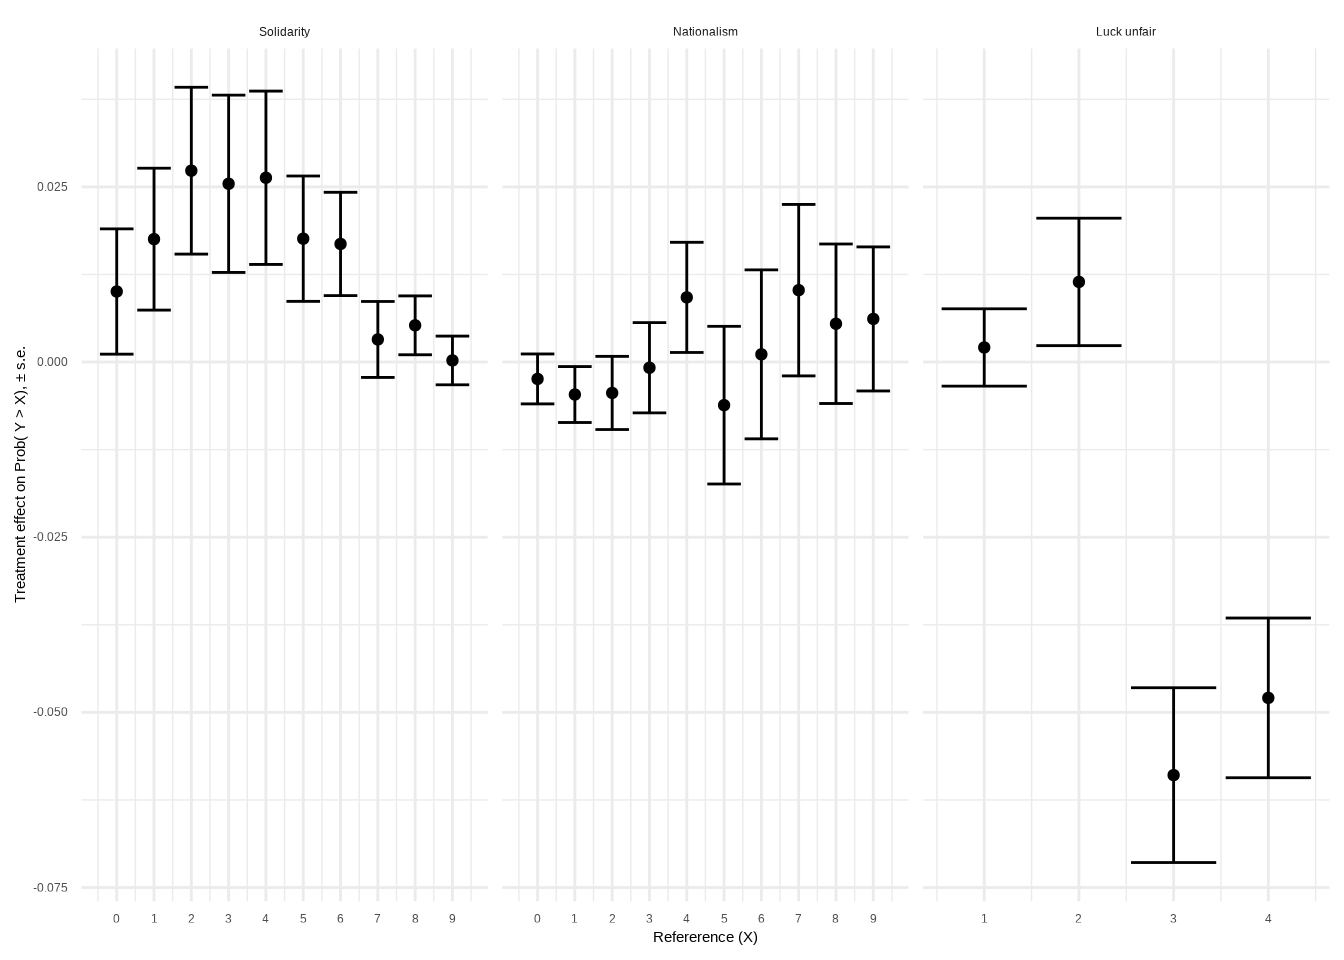 Solidarity Nationalism Luck unfair
0.025
0.000
-0.025
-0.050
-0.075
Treatment effect on Prob( Y > X), ± s.e.
0 1 2 3 4 5 6 7 8 9 0 1 2 3 4 5 6 7 8 9 1 2 3 4
Refererence (X)